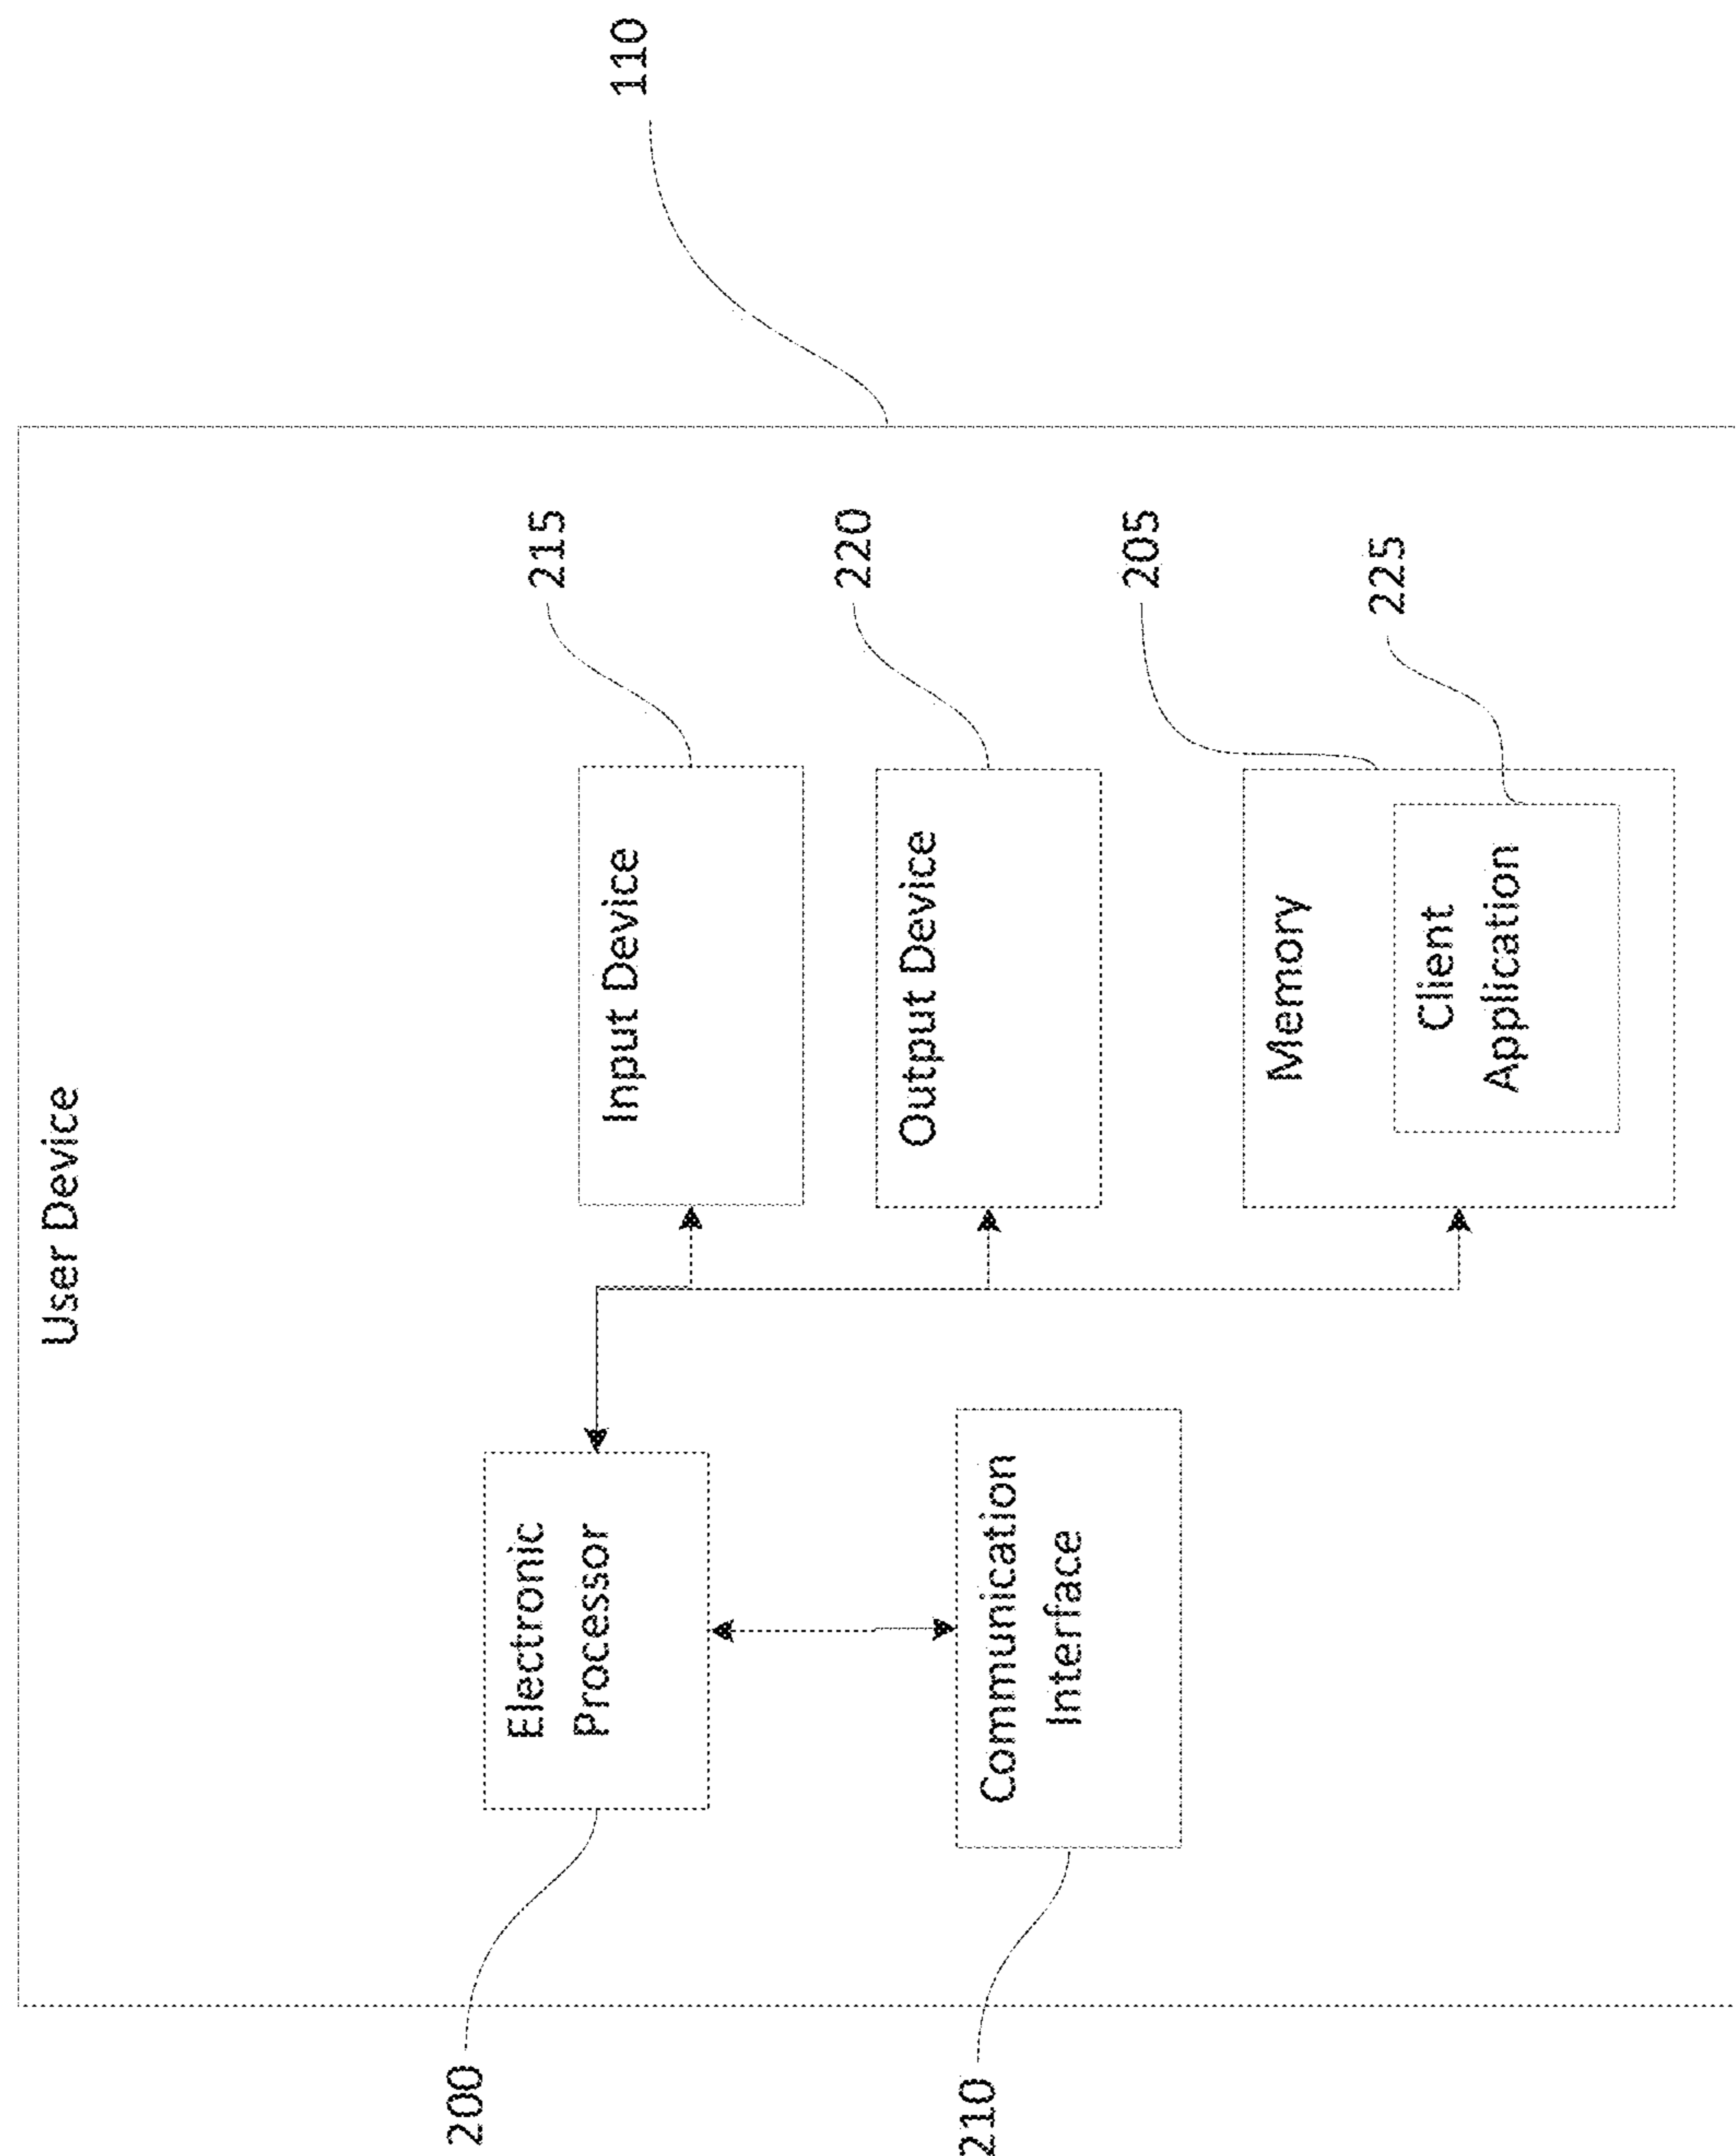 User Device
110
200
Electronic
Processor
Input Device
215
Output Device
220
210
Communication
Interface
Memory
205
Client
Application
225